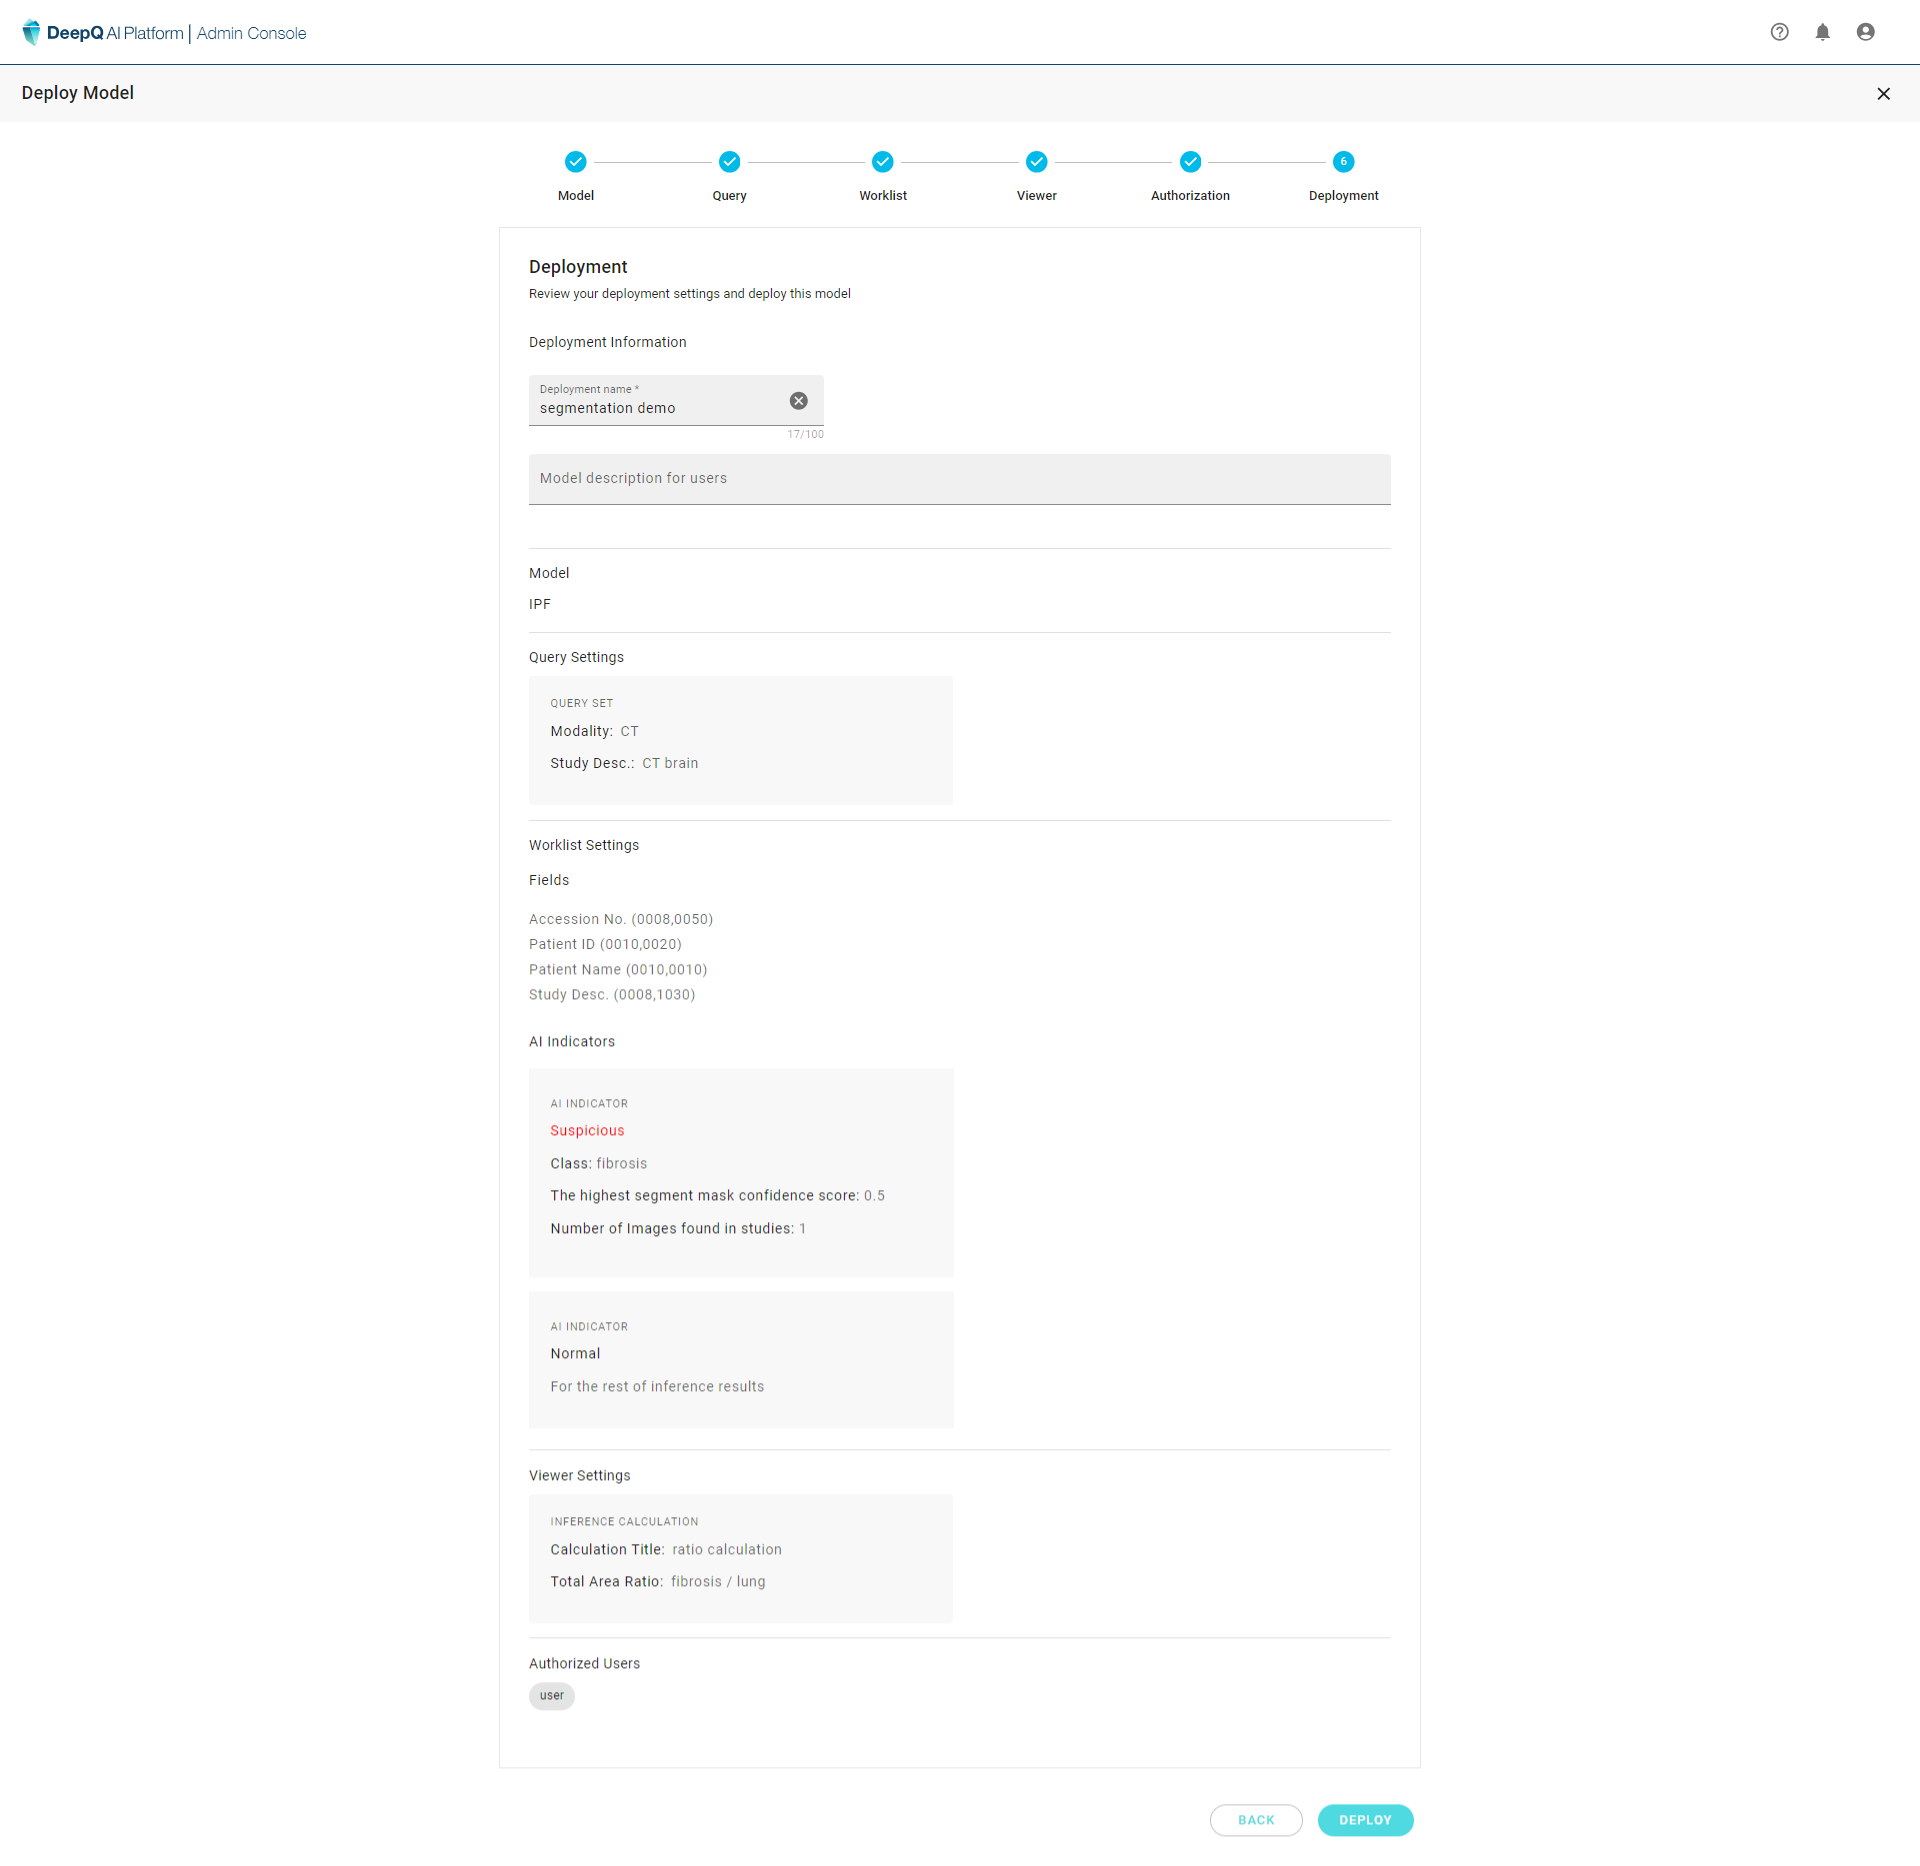 DeepQ AI Platform | Admin Console
Deploy Model
Model
Query
Worklist
Viewer
Authorization
6
Deployment
Deployment
Review your deployment settings and deploy this model
Deployment Information
Deployment name *
segmentation demo
17/100
Model description for users
Model
IPF
Query Settings
QUERY SET
Modality: CT
Study Desc.: CT brain
Worklist Settings
Fields
Accession No. (0008,0050)
Patient ID (0010,0020)
Patient Name (0010,0010)
Study Desc. (0008,1030)
AI Indicators
AI INDICATOR
Suspicious
Class: fibrosis
The highest segment mask confidence score: 0.5
Number of Images found in studies: 1
AI INDICATOR
Normal
For the rest of inference results
Viewer Settings
INFERENCE CALCULATION
Calculation Title: ratio calculation
Total Area Ratio: fibrosis / lung
Authorized Users
user
BACK
DEPLOY